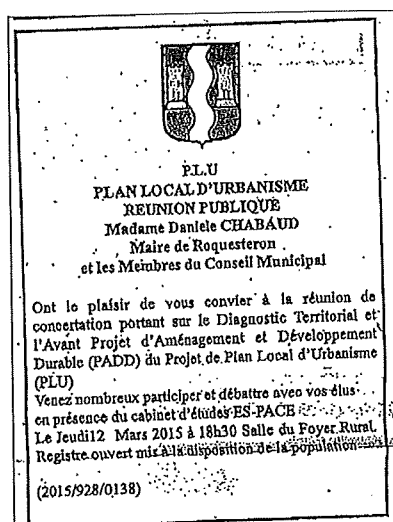 P.L.U
PLAN LOCAL D'URBANISME
REUNION PUBLIQUE
Madame Daniele CHABAUD
Maire de Roquesteron
et les Membres du Conseil Municipal
Ont le plaisir de vous convier à la réunion de
concertation portant sur le Diagnostic Territorial et
l'Avant Projet d'Aménagement et Développement
Durable (PADD) du Projet de Plan Local d'Urbanisme
(PLU)
Venez nombreux participer et débattre avec vos élus
en présence du cabinet d'études ES-PACE
Le Jeudi12 Mars 2015 à 18h30 Salle du Foyer Rural
Registre ouvert mis à la disposition de la population
(2015/928/0138)